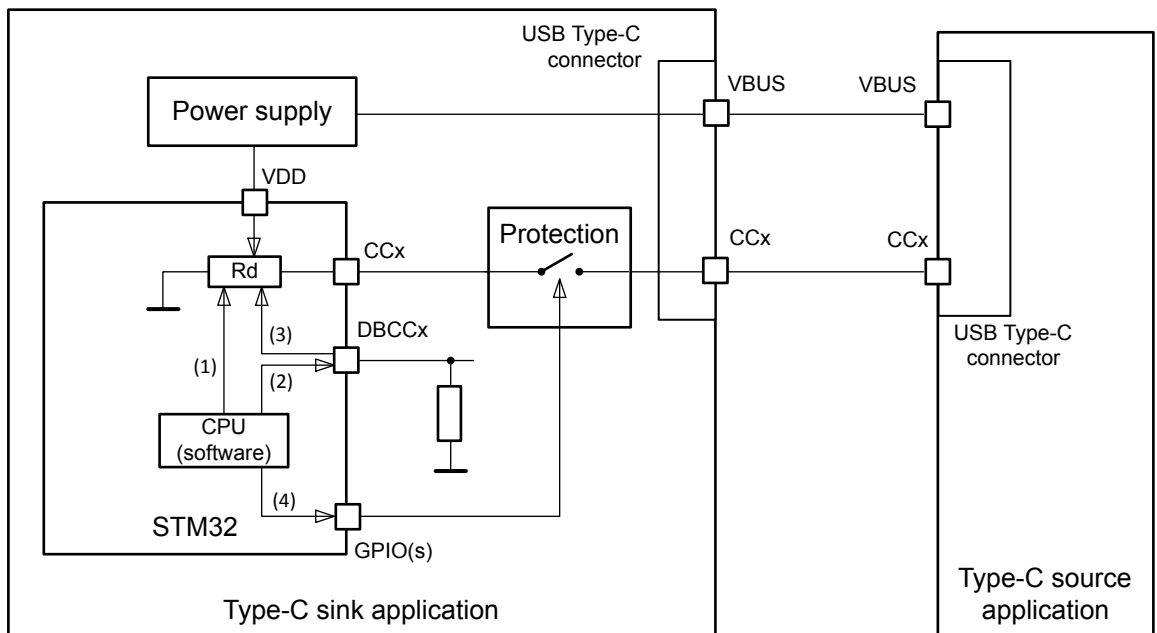 USB Type-C
connector
VBUS
VBUS
Power supply
VDD
CCx
Protection
CCx
CCx
Rd
DBCCx
(3)
(1)
(2)
USB Type-C
connector
CPU
(software)
(4)
STM32
GPIO(s)
Type-C sink application
Type-C source
application